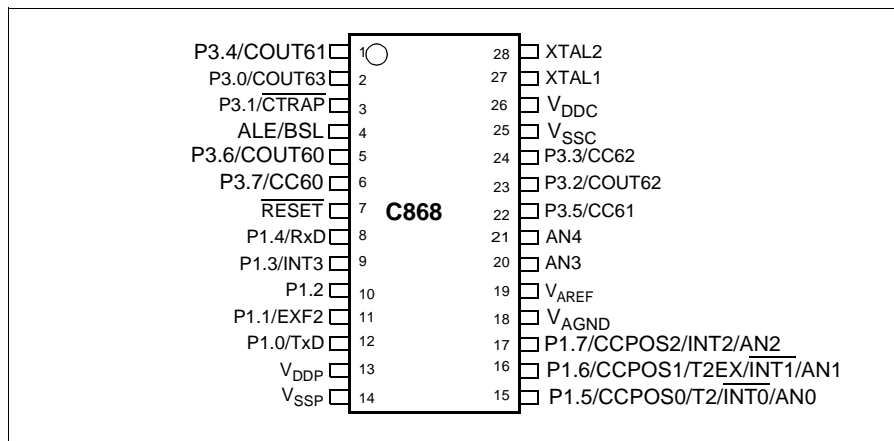 P3.4/COUT61 1 28 XTAL2
P3.0/COUT63 2 27 XTAL1
P3.1/CTRAP 3 26 VDDC
ALE/BSL 4 25 VSSC
P3.6/COUT60 5 24 P3.3/CC62
P3.7/CC60 6 23 P3.2/COUT62
RESET 7 C868 22 P3.5/CC61
P1.4/RxD 8 21 AN4
P1.3/INT3 9 20 AN3
P1.2 10 19 VAREF
P1.1/EXF2 11 18 VAGND
P1.0/TxD 12 17 P1.7/CCPOS2/INT2/AN2
VDDP 13 16 P1.6/CCPOS1/T2EX/INT1/AN1
VSSP 14 15 P1.5/CCPOS0/T2/INT0/AN0